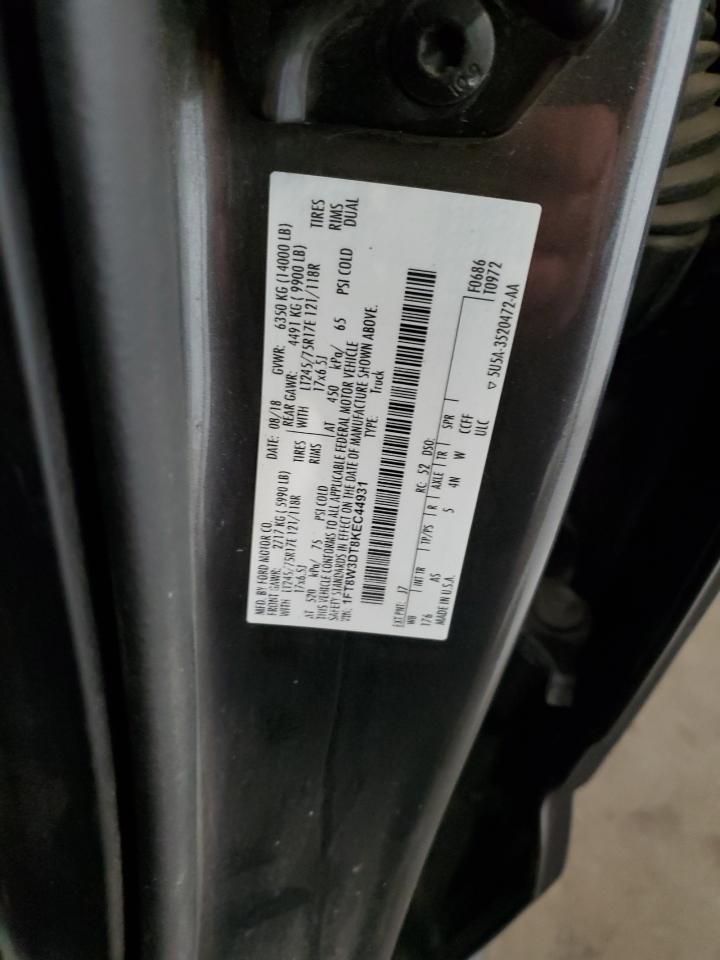 10.9
MFD. BY FORD MOTOR CO.
DATE: 08/18 GVWR: 6350 KG (14000 LB)
FRONT GAWR: 2717 KG ( 5990 LB) REAR GAWR: 4491 KG ( 9900 LB)
WITH LT245/75R17E 121/118R TIRES WITH LT245/75R17E 121/118R TIRES
17x6.5J RIMS 17x6.5J RIMS
AT 520 kPa/ 75 PSI COLD AT 450 kPa/ 65 PSI COLD DUAL
THIS VEHICLE CONFORMS TO ALL APPLICABLE FEDERAL MOTOR VEHICLE
SAFETY STANDARDS IN EFFECT ON THE DATE OF MANUFACTURE SHOWN ABOVE.
VIN: 1FT8W3DT8KEC44931 TYPE: Truck
EXT PNT: J7 RC: 52 DSO: F0686
WB INT TR TP/PS R AXLE TR SPR T0972
176 AS 5 4N W CCFF
MADE IN U.S.A. ULC ▽ 5U5A-3520472-AA